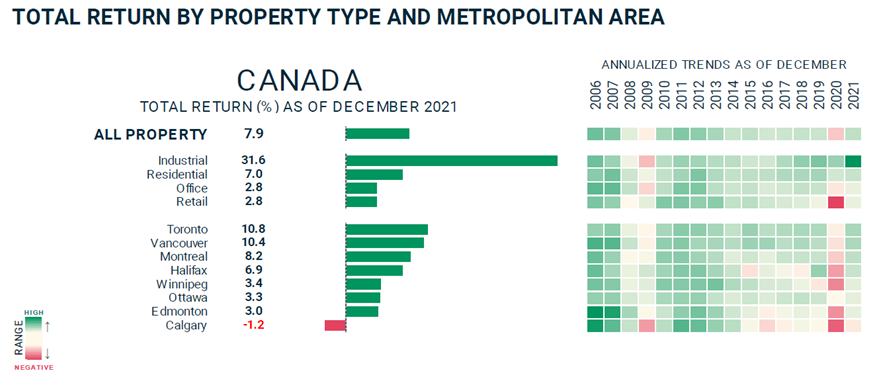 TOTAL RETURN BY PROPERTY TYPE AND METROPOLITAN AREA
CANADA
TOTAL RETURN (%) AS OF DECEMBER 2021
ANNUALIZED TRENDS AS OF DECEMBER
2006 2007 2008 2009 2010 2011 2012 2013 2014 2015 2016 2017 2018 2019 2020 2021
ALL PROPERTY 7.9
Industrial 31.6
Residential 7.0
Office 2.8
Retail 2.8
Toronto 10.8
Vancouver 10.4
Montreal 8.2
Halifax 6.9
Winnipeg 3.4
Ottawa 3.3
Edmonton 3.0
Calgary -1.2
HIGH
RANGE
NEGATIVE